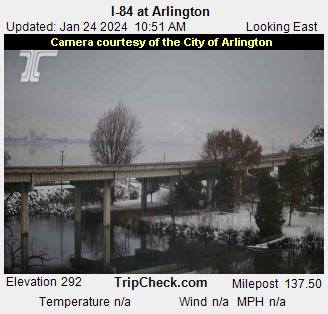 I-84 at Arlington
Updated: Jan 24 2024 10:51 AM Looking East
Camera courtesy of the City of Arlington
Elevation 292 TripCheck.com Milepost 137.50
Temperature n/a Wind n/a MPH n/a